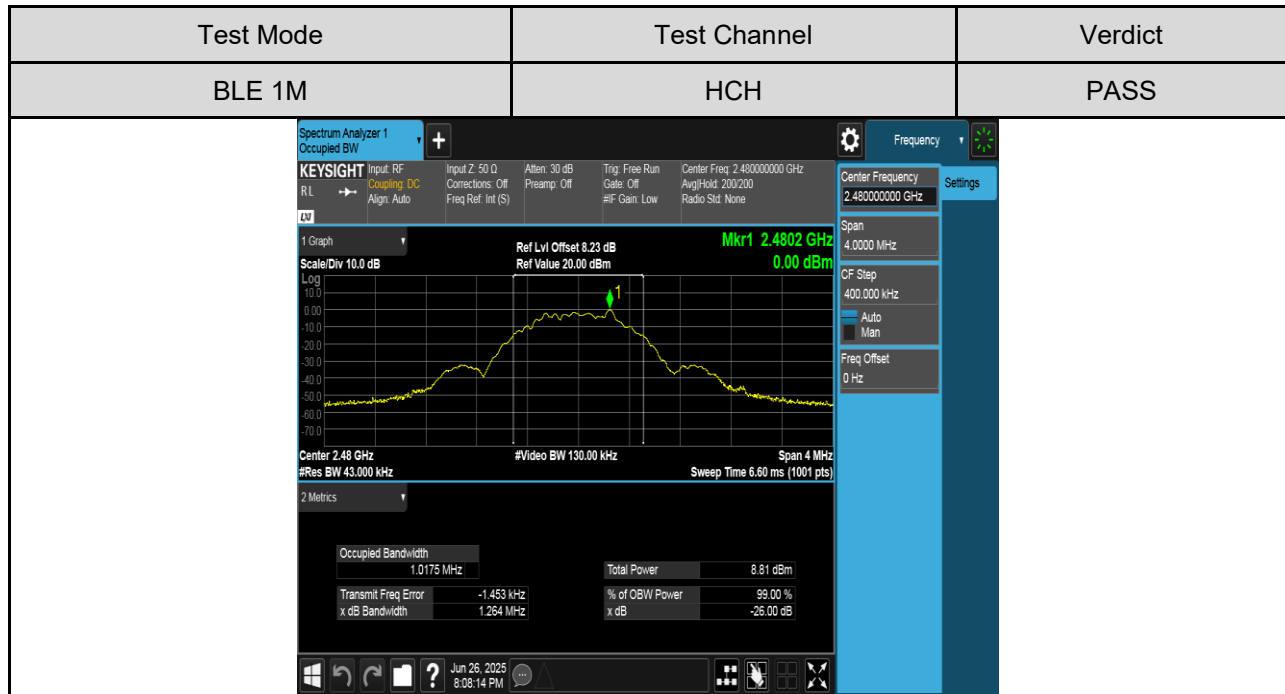 Test Mode Test Channel Verdict
BLE 1M HCH PASS
Spectrum Analyzer 1
Occupied BW
+
Frequency
KEYSIGHT Input: RF Input Z: 50 Ω Atten: 30 dB Trig: Free Run Center Freq: 2.480000000 GHz
RL Coupling: DC Corrections: Off Preamp: Off Gate: Off Avg|Hold: 200/200
Align: Auto Freq Ref: Int (S) #IF Gain: Low Radio Std: None
LXI
1 Graph
Ref Lvl Offset 8.23 dB Mkr1 2.4802 GHz
Scale/Div 10.0 dB Ref Value 20.00 dBm 0.00 dBm
Log
10.0
0.00
-10.0
-20.0
-30.0
-40.0
-50.0
-60.0
-70.0
1
Center 2.48 GHz #Video BW 130.00 kHz Span 4 MHz
#Res BW 43.000 kHz Sweep Time 6.60 ms (1001 pts)
2 Metrics
Occupied Bandwidth
1.0175 MHz Total Power 8.81 dBm
Transmit Freq Error -1.453 kHz % of OBW Power 99.00 %
x dB Bandwidth 1.264 MHz x dB -26.00 dB
Center Frequency
2.480000000 GHz
Settings
Span
4.0000 MHz
CF Step
400.000 kHz
Auto
Man
Freq Offset
0 Hz
? Jun 26, 2025
8:08:14 PM